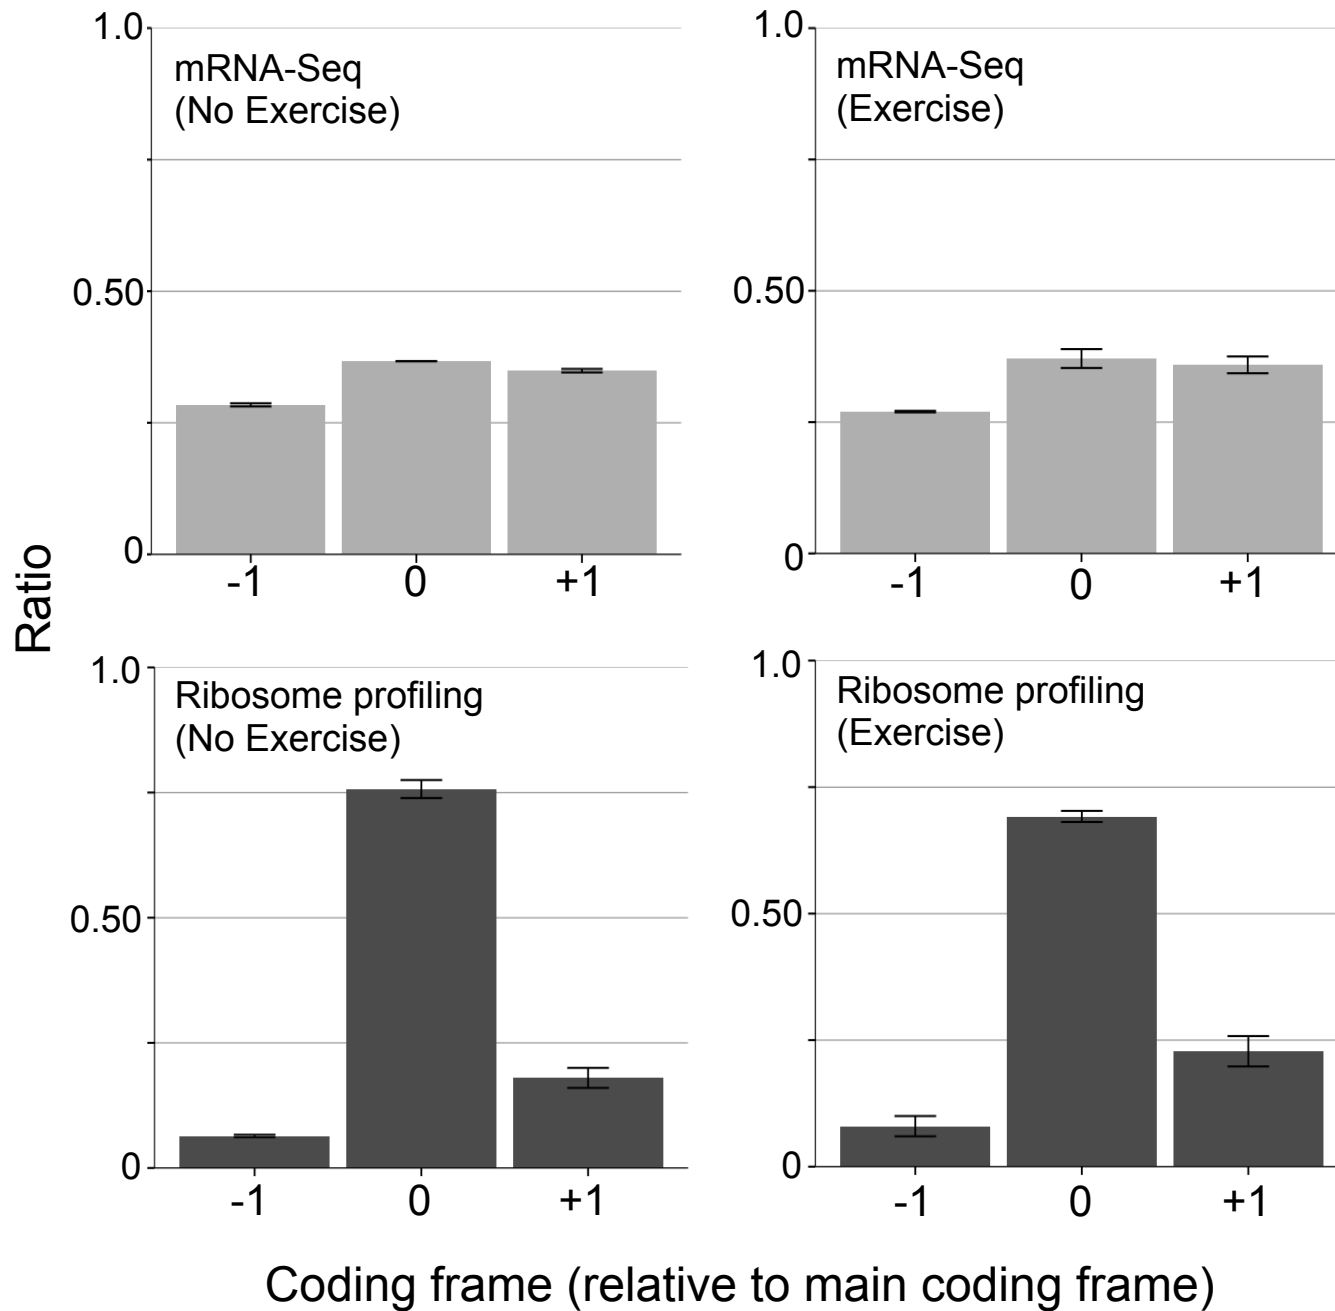 1.0
mRNA-Seq
(No Exercise)
0.50
0
-1 0 +1
1.0
mRNA-Seq
(Exercise)
0.50
0
-1 0 +1
Ratio
1.0
Ribosome profiling
(No Exercise)
0.50
0
-1 0 +1
1.0
Ribosome profiling
(Exercise)
0.50
0
-1 0 +1
Coding frame (relative to main coding frame)